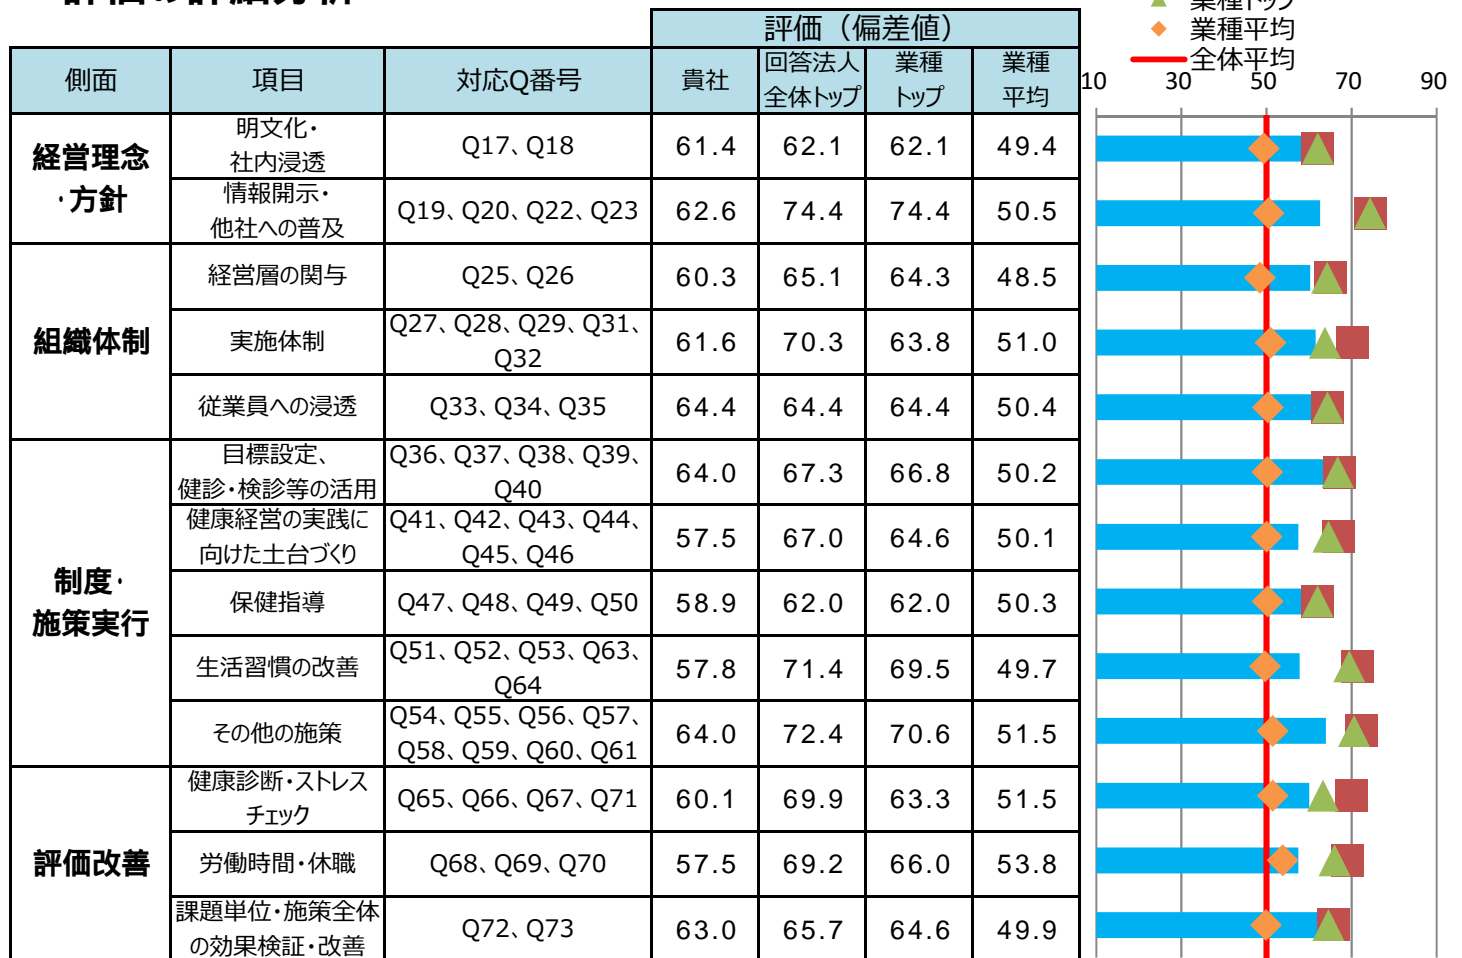 評価の詳細分析
業種トップ
業種平均
全体平均
評価（偏差値）
側面 項目 対応Q番号 貴社 回答法人全体トップ 業種トップ 業種平均
10 30 50 70 90
経営理念・方針
明文化・社内浸透 Q17、Q18 61.4 62.1 62.1 49.4
情報開示・他社への普及 Q19、Q20、Q22、Q23 62.6 74.4 74.4 50.5
組織体制
経営層の関与 Q25、Q26 60.3 65.1 64.3 48.5
実施体制 Q27、Q28、Q29、Q31、Q32 61.6 70.3 63.8 51.0
従業員への浸透 Q33、Q34、Q35 64.4 64.4 64.4 50.4
制度・施策実行
目標設定、健診・検診等の活用 Q36、Q37、Q38、Q39、Q40 64.0 67.3 66.8 50.2
健康経営の実践に向けた土台づくり Q41、Q42、Q43、Q44、Q45、Q46 57.5 67.0 64.6 50.1
保健指導 Q47、Q48、Q49、Q50 58.9 62.0 62.0 50.3
生活習慣の改善 Q51、Q52、Q53、Q63、Q64 57.8 71.4 69.5 49.7
その他の施策 Q54、Q55、Q56、Q57、Q58、Q59、Q60、Q61 64.0 72.4 70.6 51.5
評価改善
健康診断・ストレスチェック Q65、Q66、Q67、Q71 60.1 69.9 63.3 51.5
労働時間・休職 Q68、Q69、Q70 57.5 69.2 66.0 53.8
課題単位・施策全体の効果検証・改善 Q72、Q73 63.0 65.7 64.6 49.9